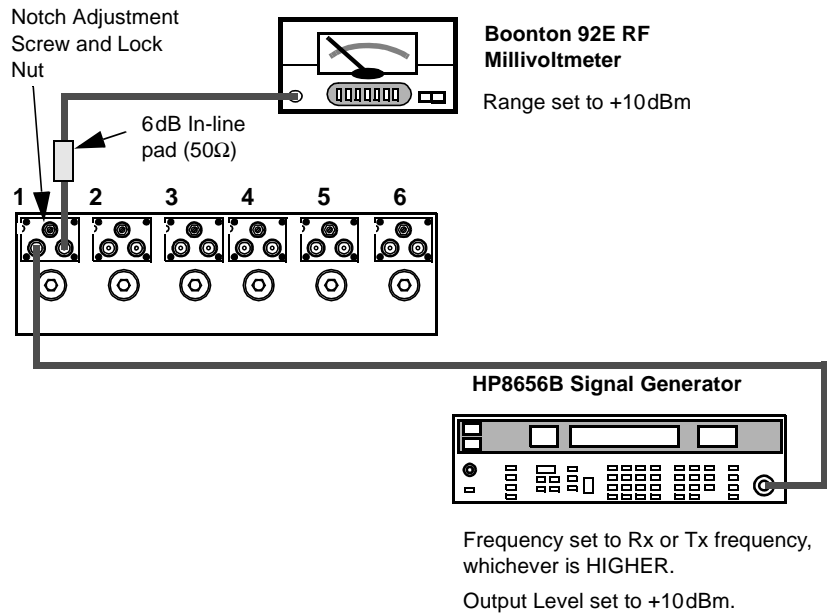 Notch Adjustment
Screw and Lock
Nut
Boonton 92E RF
Millivoltmeter
Range set to +10dBm
6dB In-line
pad (50Ω)
1 2 3 4 5 6
HP8656B Signal Generator
Frequency set to Rx or Tx frequency,
whichever is HIGHER.
Output Level set to +10dBm.